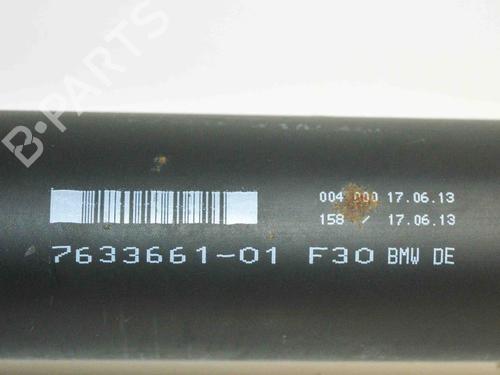 B-PARTS
004 000 17.06.13
158 / 17.06.13
7633661-01 F30 BMW DE